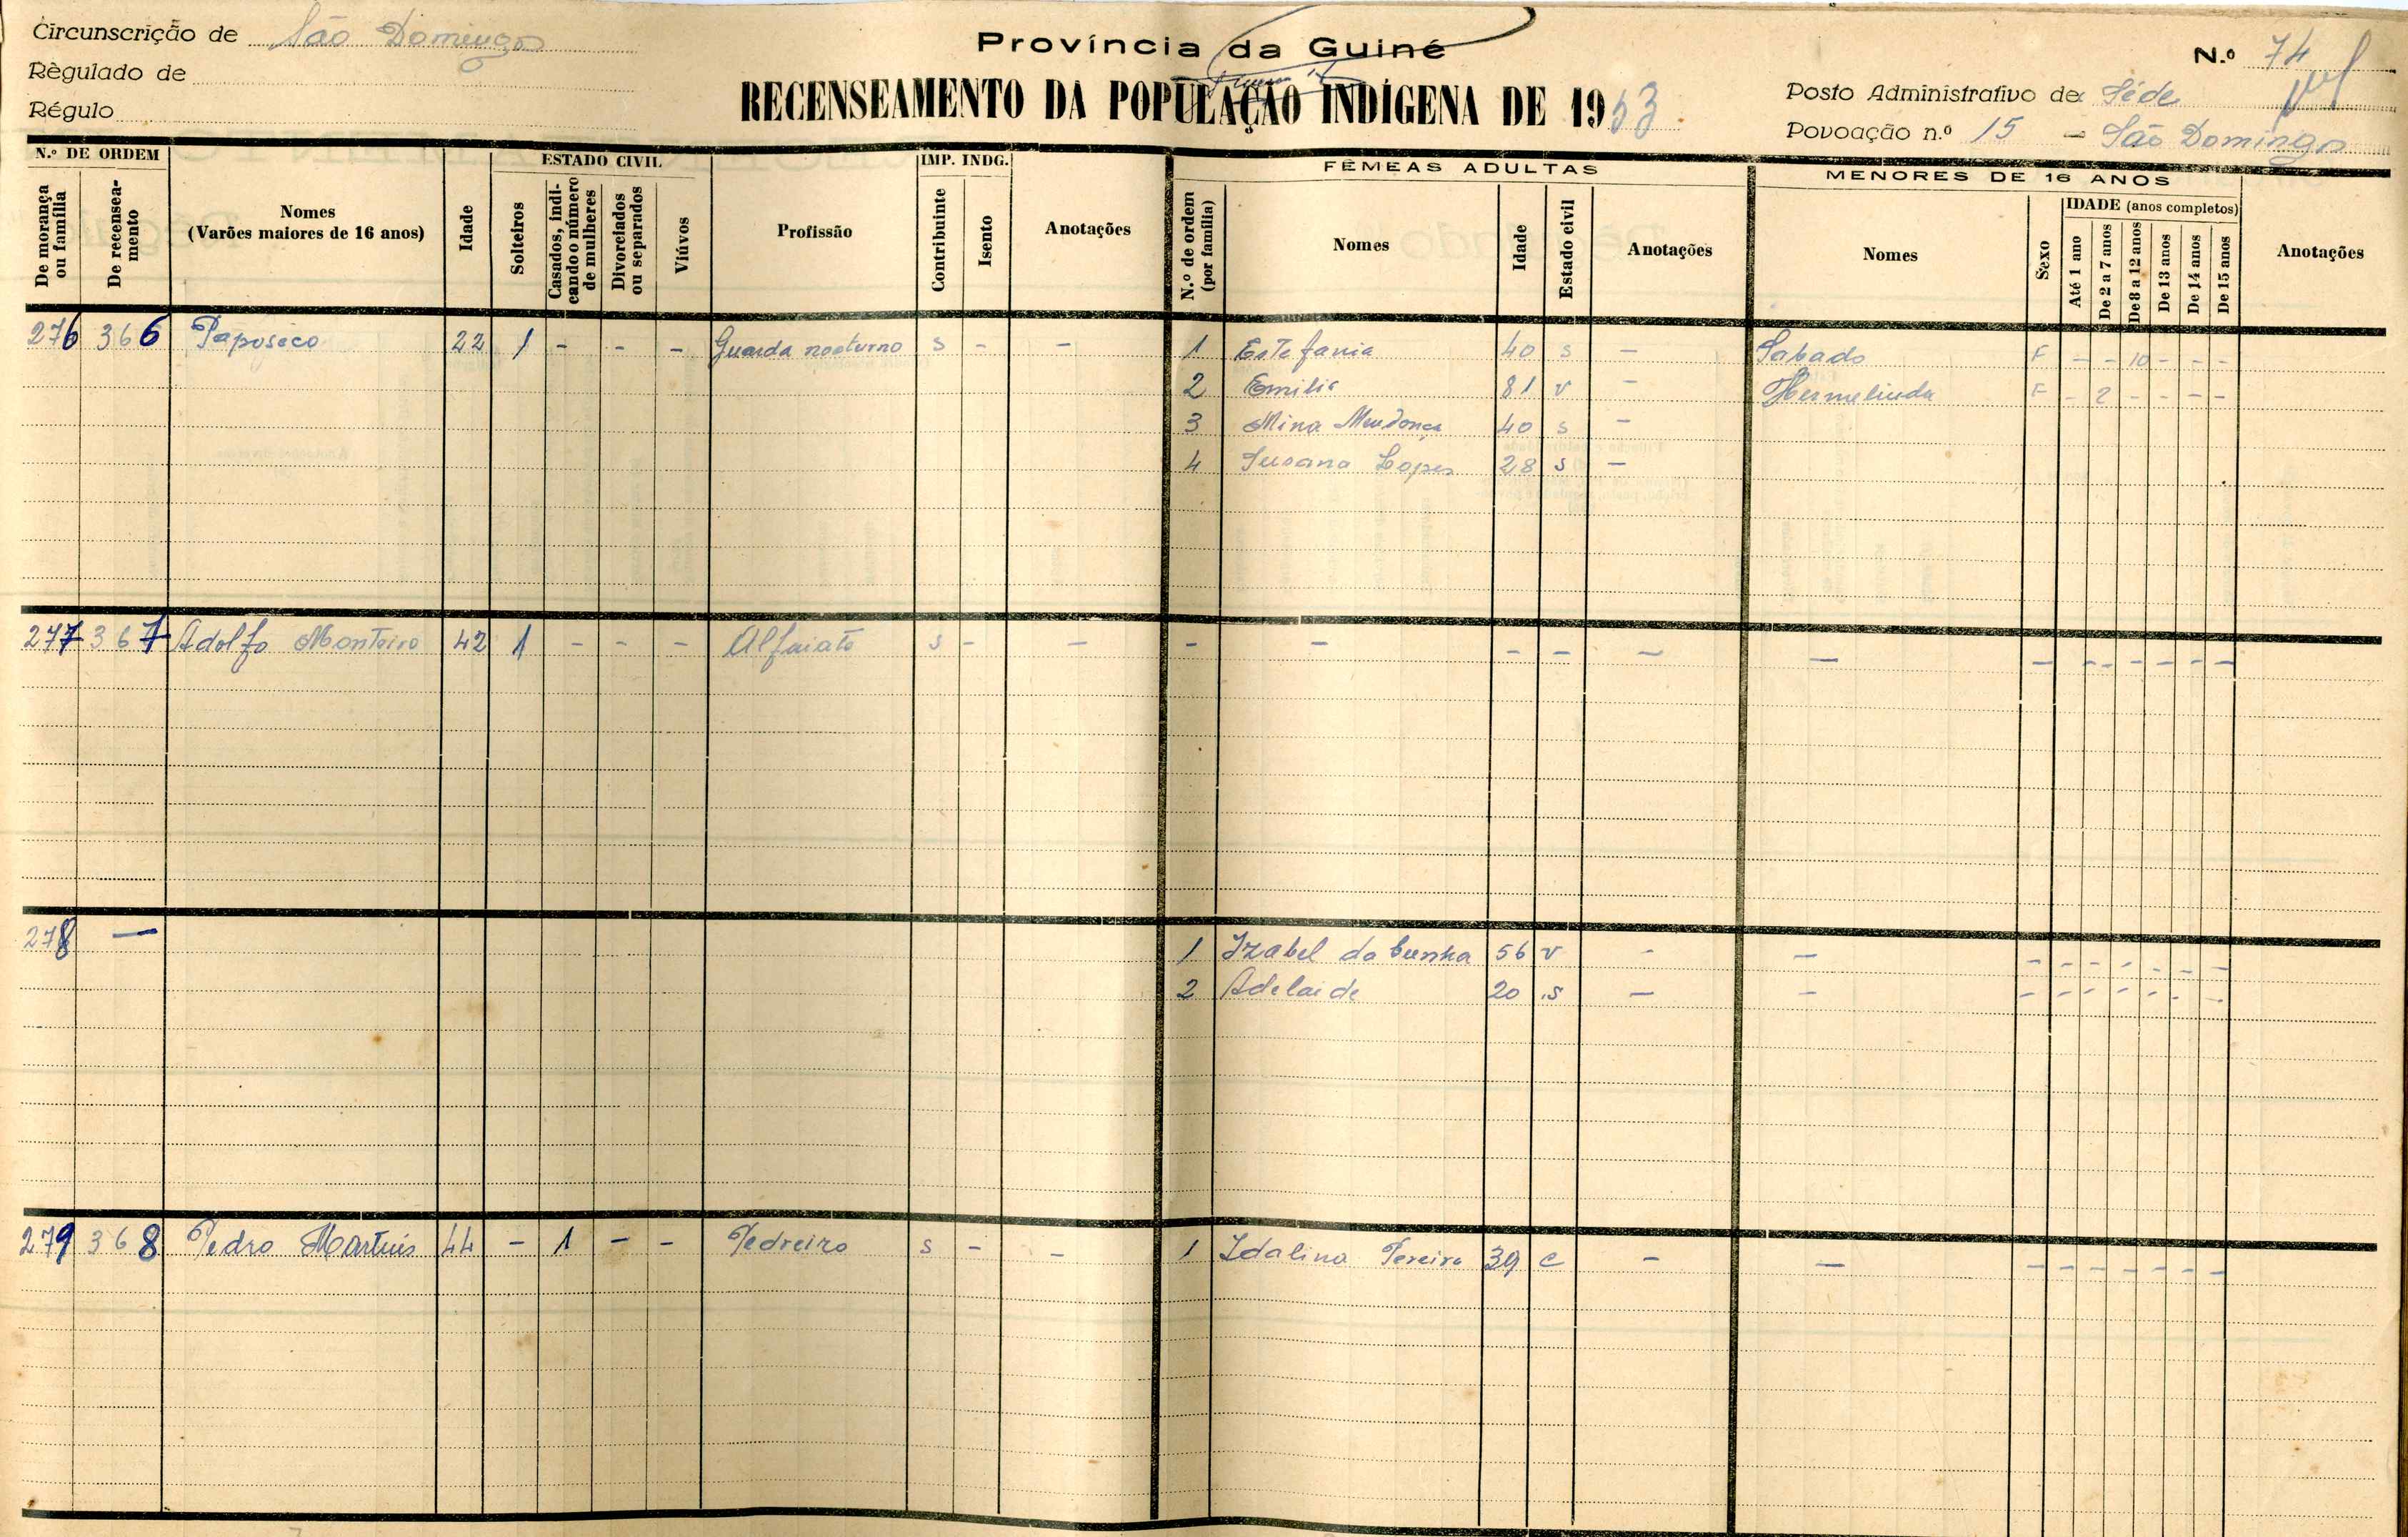 Circunscrição de São Domingos
Règulado de
Régulo
Província da Guiné
RECENSEAMENTO DA POPULAÇÃO INDÍGENA DE 1953
N.º 74
Posto Administrativo de Séde
Povoação n.º 15 — São Domingos
N.º DE ORDEM
De morança ou família
De recenseamento
Nomes
(Varões maiores de 16 anos)
Idade
ESTADO CIVIL
Solteiros
Casados, indicando o número de mulheres
Divorciados ou separados
Viúvos
Profissão
IMP. INDG.
Contribuinte
Isento
Anotações
FÊMEAS ADULTAS
N.º de ordem (por família)
Nomes
Idade
Estado civil
Anotações
MENORES DE 16 ANOS
Nomes
Sexo
IDADE (anos completos)
Até 1 ano
De 2 a 7 anos
De 8 a 12 anos
De 13 anos
De 14 anos
De 15 anos
Anotações
276 366 Paposeco 22 1 - - - Guarda nocturno s - - 1 Estefania 40 s - Sabado F - - 10 - - -
2 Emilia 81 v - Hermelinda F - 2 - - - -
3 Mina Mendonça 40 s -
4 Susana Lopes 28 s -
277 367 Adolfo Monteiro 42 1 - - - Alfaiate s - - - - - - - - - - - - - - -
278 — 1 Izabel da Cunha 56 v - - - - - - - - -
2 Adelaide 20 s - - - - - - - - -
279 368 Pedro Martins 44 - 1 - - Pedreiro s - - 1 Idalina Pereira 39 c - - - - - - - - -